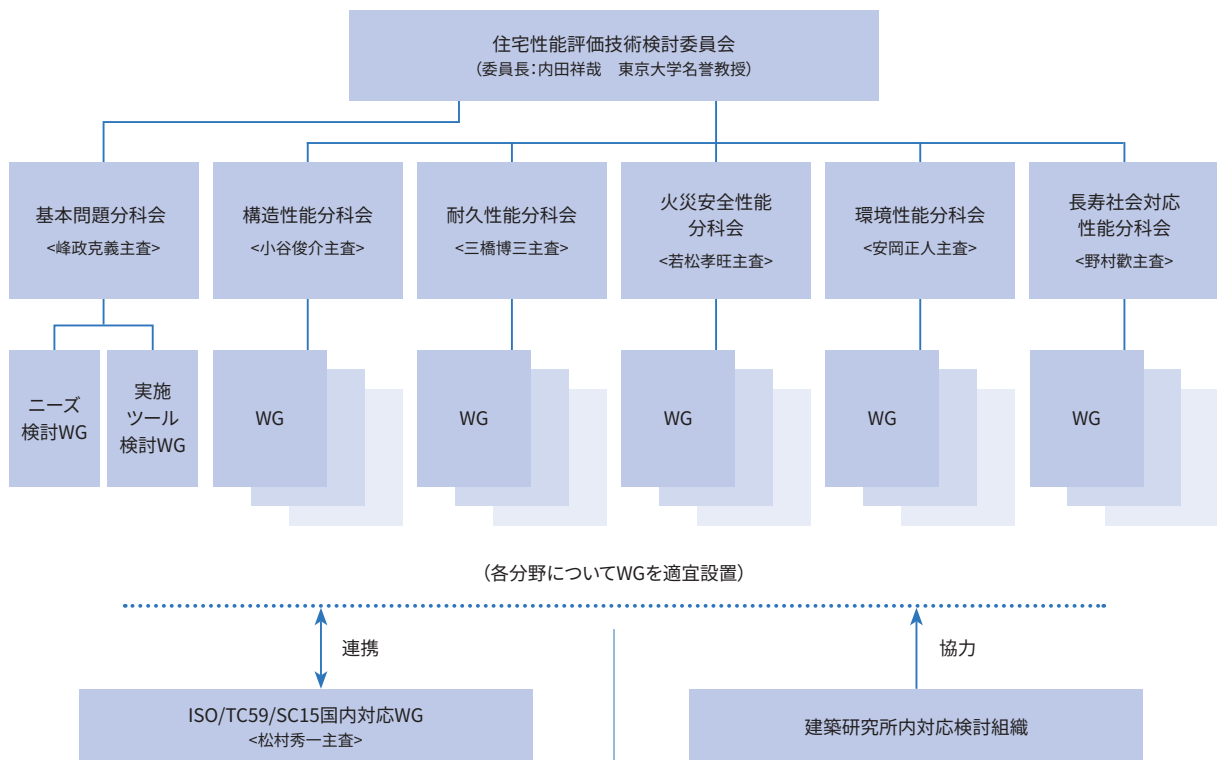 住宅性能評価技術検討委員会
（委員長：内田祥哉　東京大学名誉教授）
基本問題分科会
<峰政克義主査>
構造性能分科会
<小谷俊介主査>
耐久性能分科会
<三橋博三主査>
火災安全性能
分科会
<若松孝旺主査>
環境性能分科会
<安岡正人主査>
長寿社会対応
性能分科会
<野村歡主査>
ニーズ
検討WG
実施
ツール
検討WG
WG
WG
WG
WG
WG
（各分野についてWGを適宜設置）
連携
協力
ISO/TC59/SC15国内対応WG
<松村秀一主査>
建築研究所内対応検討組織